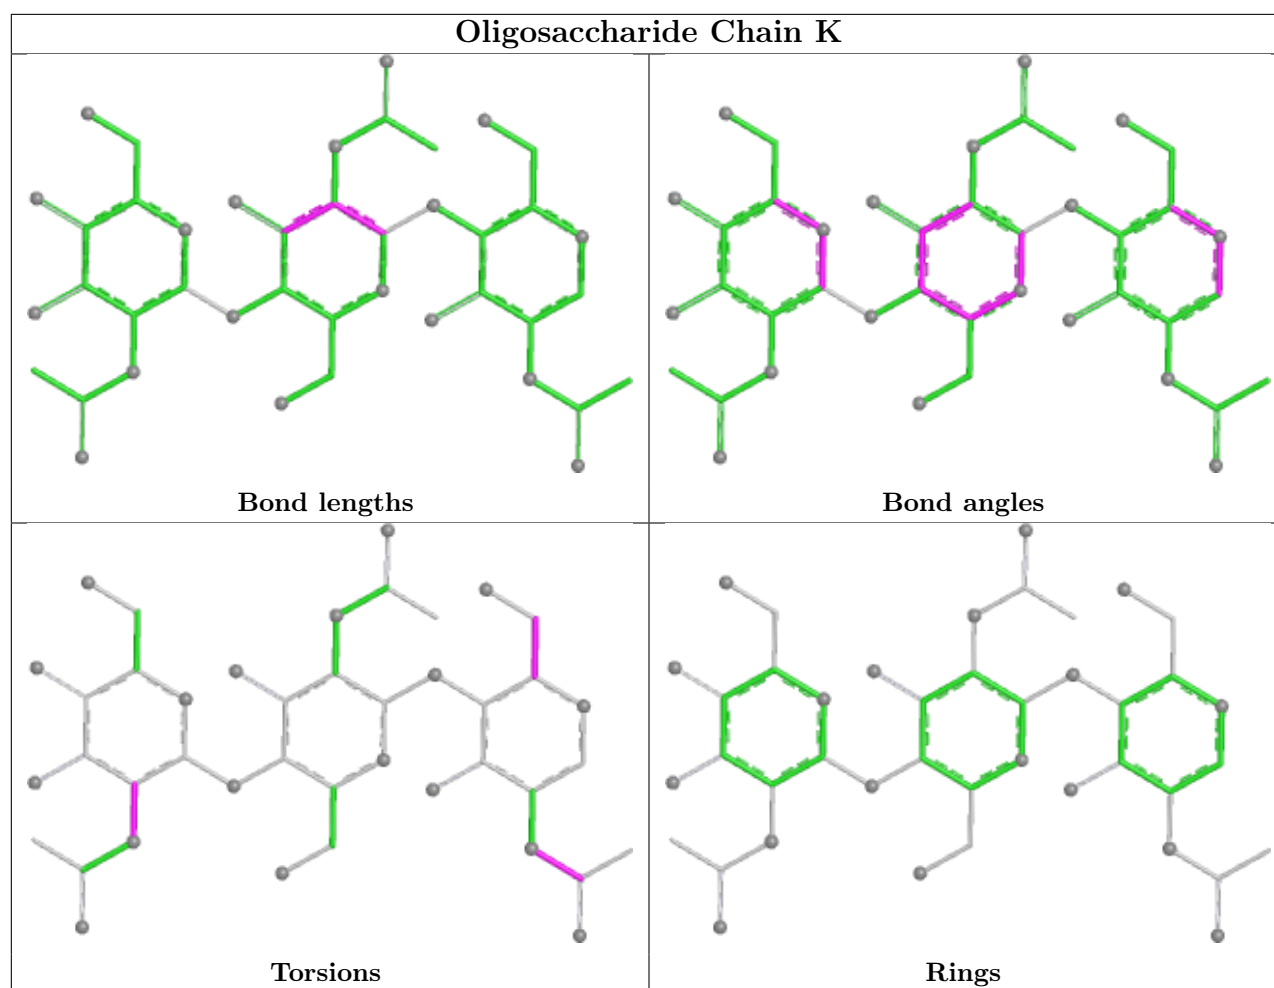 Oligosaccharide Chain K
Bond lengths
Bond angles
Torsions
Rings